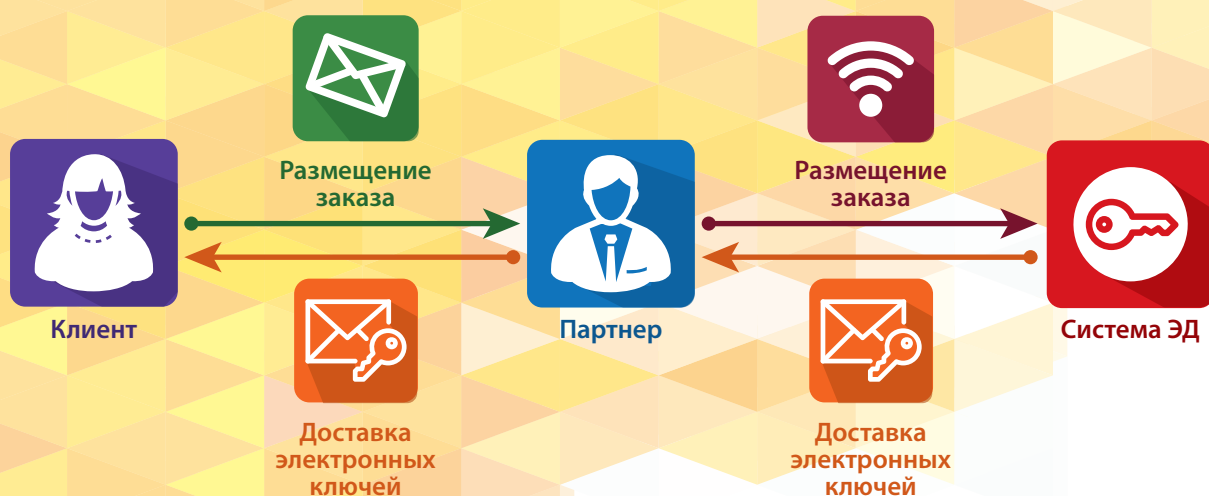 Размещение
заказа
Размещение
заказа
Клиент
Партнер
Система ЭД
Доставка
электронных
ключей
Доставка
электронных
ключей